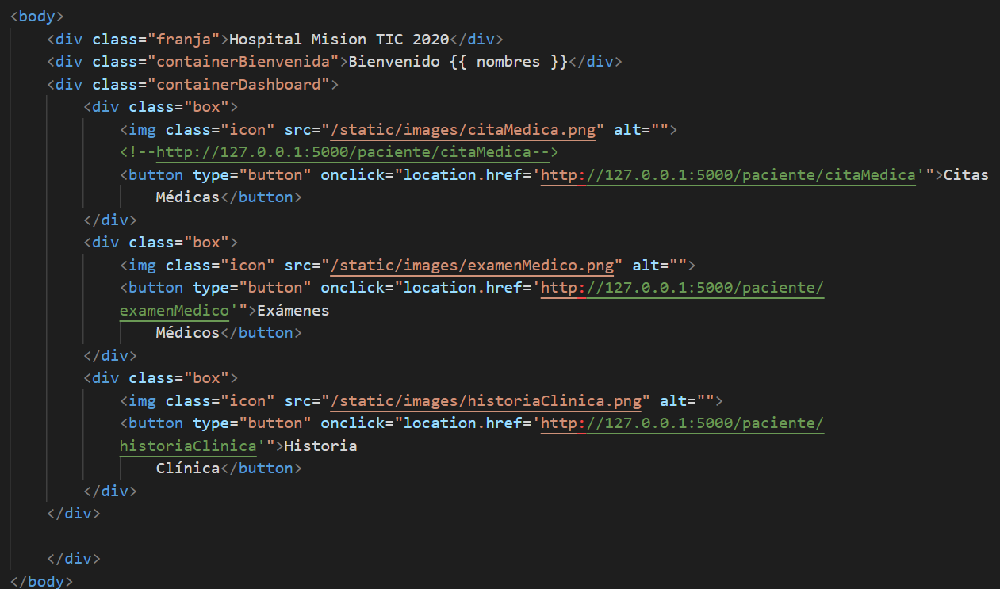 <body>
<div class="franja">Hospital Mision TIC 2020</div>
<div class="containerBienvenida">Bienvenido {{ nombres }}</div>
<div class="containerDashboard">
<div class="box">
<img class="icon" src="/static/images/citaMedica.png" alt="">
<!--http://127.0.0.1:5000/paciente/citaMedica-->
<button type="button" onclick="location.href='http://127.0.0.1:5000/paciente/citaMedica'">Citas
Médicas</button>
</div>
<div class="box">
<img class="icon" src="/static/images/examenMedico.png" alt="">
<button type="button" onclick="location.href='http://127.0.0.1:5000/paciente/
examenMedico'">Exámenes
Médicos</button>
</div>
<div class="box">
<img class="icon" src="/static/images/historiaClinica.png" alt="">
<button type="button" onclick="location.href='http://127.0.0.1:5000/paciente/
historiaClinica'">Historia
Clínica</button>
</div>
</div>
</div>
</body>